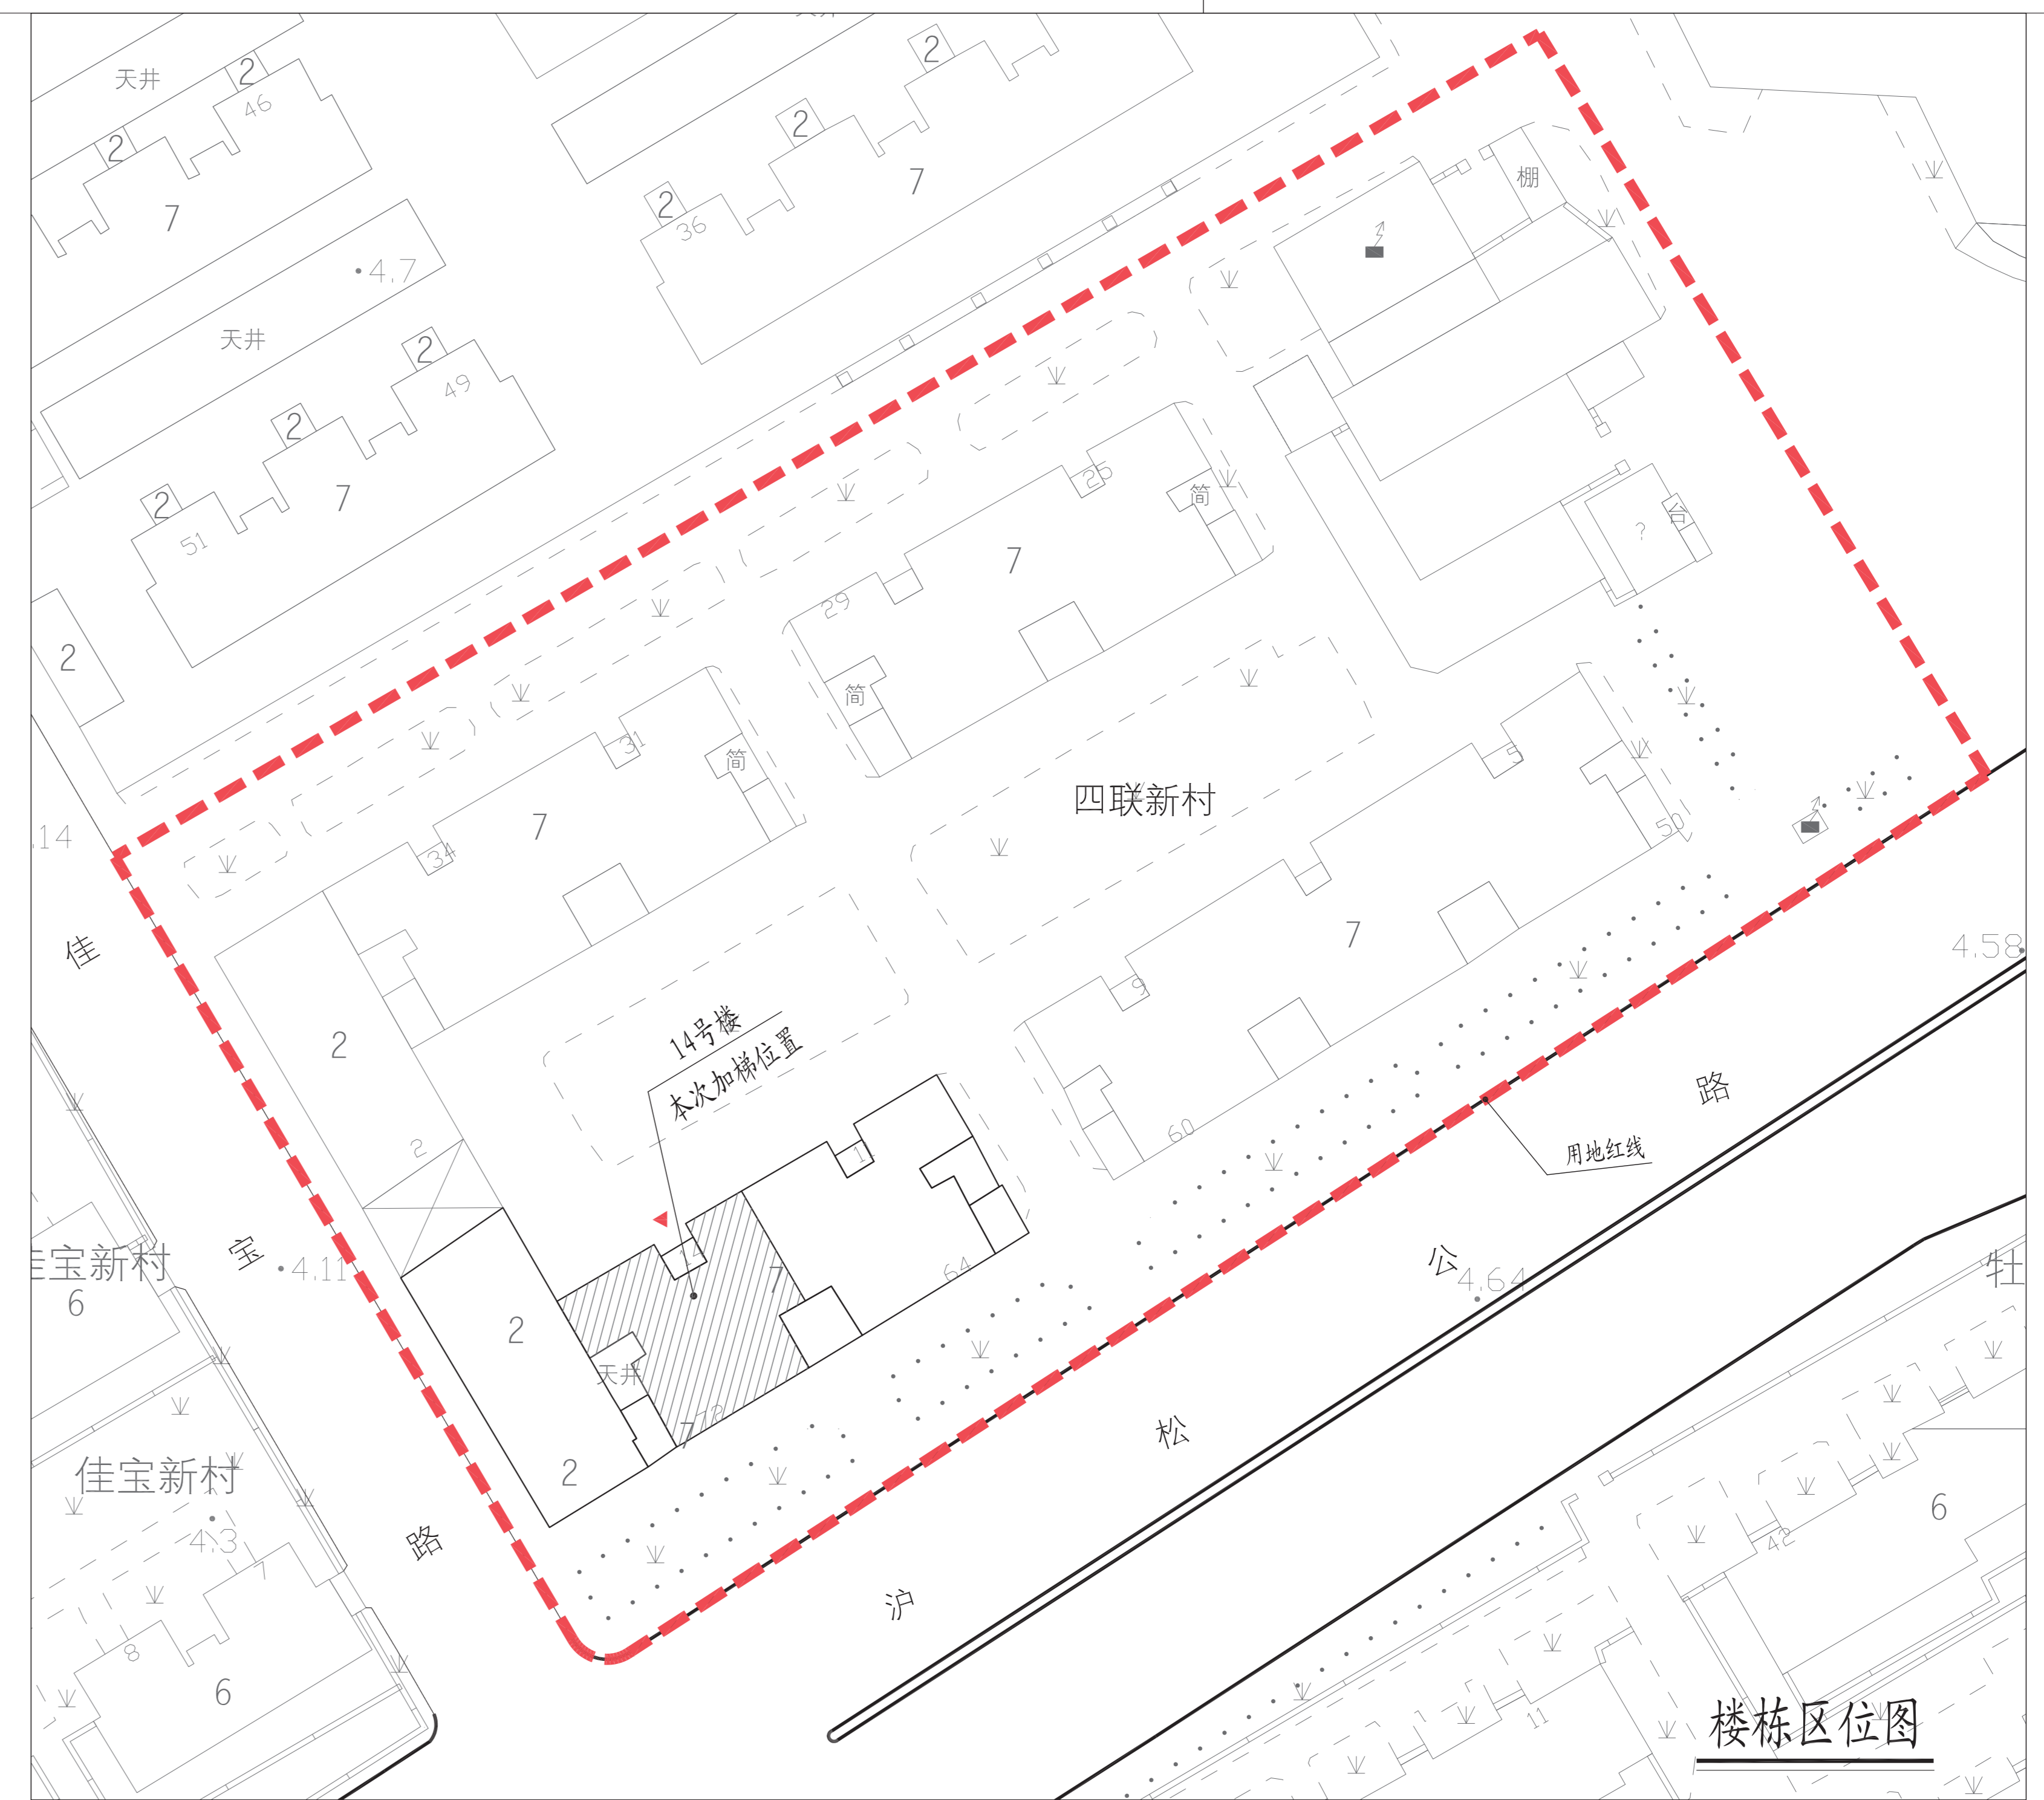 天井
2
46
2
7
2
2
2
36
7
棚
4.7
天井
2
49
2
2
51
7
2
25
简
7
29
简
?
台
31
简
7
34
四联新村
5
50
7
9
60
.14
佳
4.58
2
14号楼
本次加梯位置
路
用地红线
2
宝
4.11
佳宝新村
6
14
7
64
公
4.64
牡
2
天井
72
7
2
松
佳宝新村
4.3
路
沪
7
8
6
6
42
11
楼栋区位图